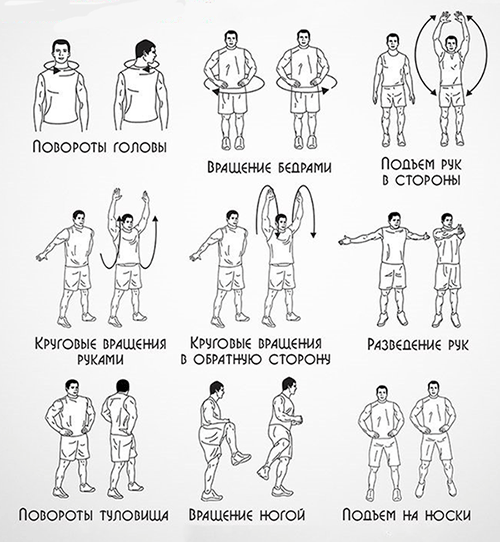 Повороты головы
Вращение бедрами
Подъем рук
в стороны
Круговые вращения
руками
Круговые вращения
в обратную сторону
Разведение рук
Повороты туловища
Вращение ногой
Подъем на носки